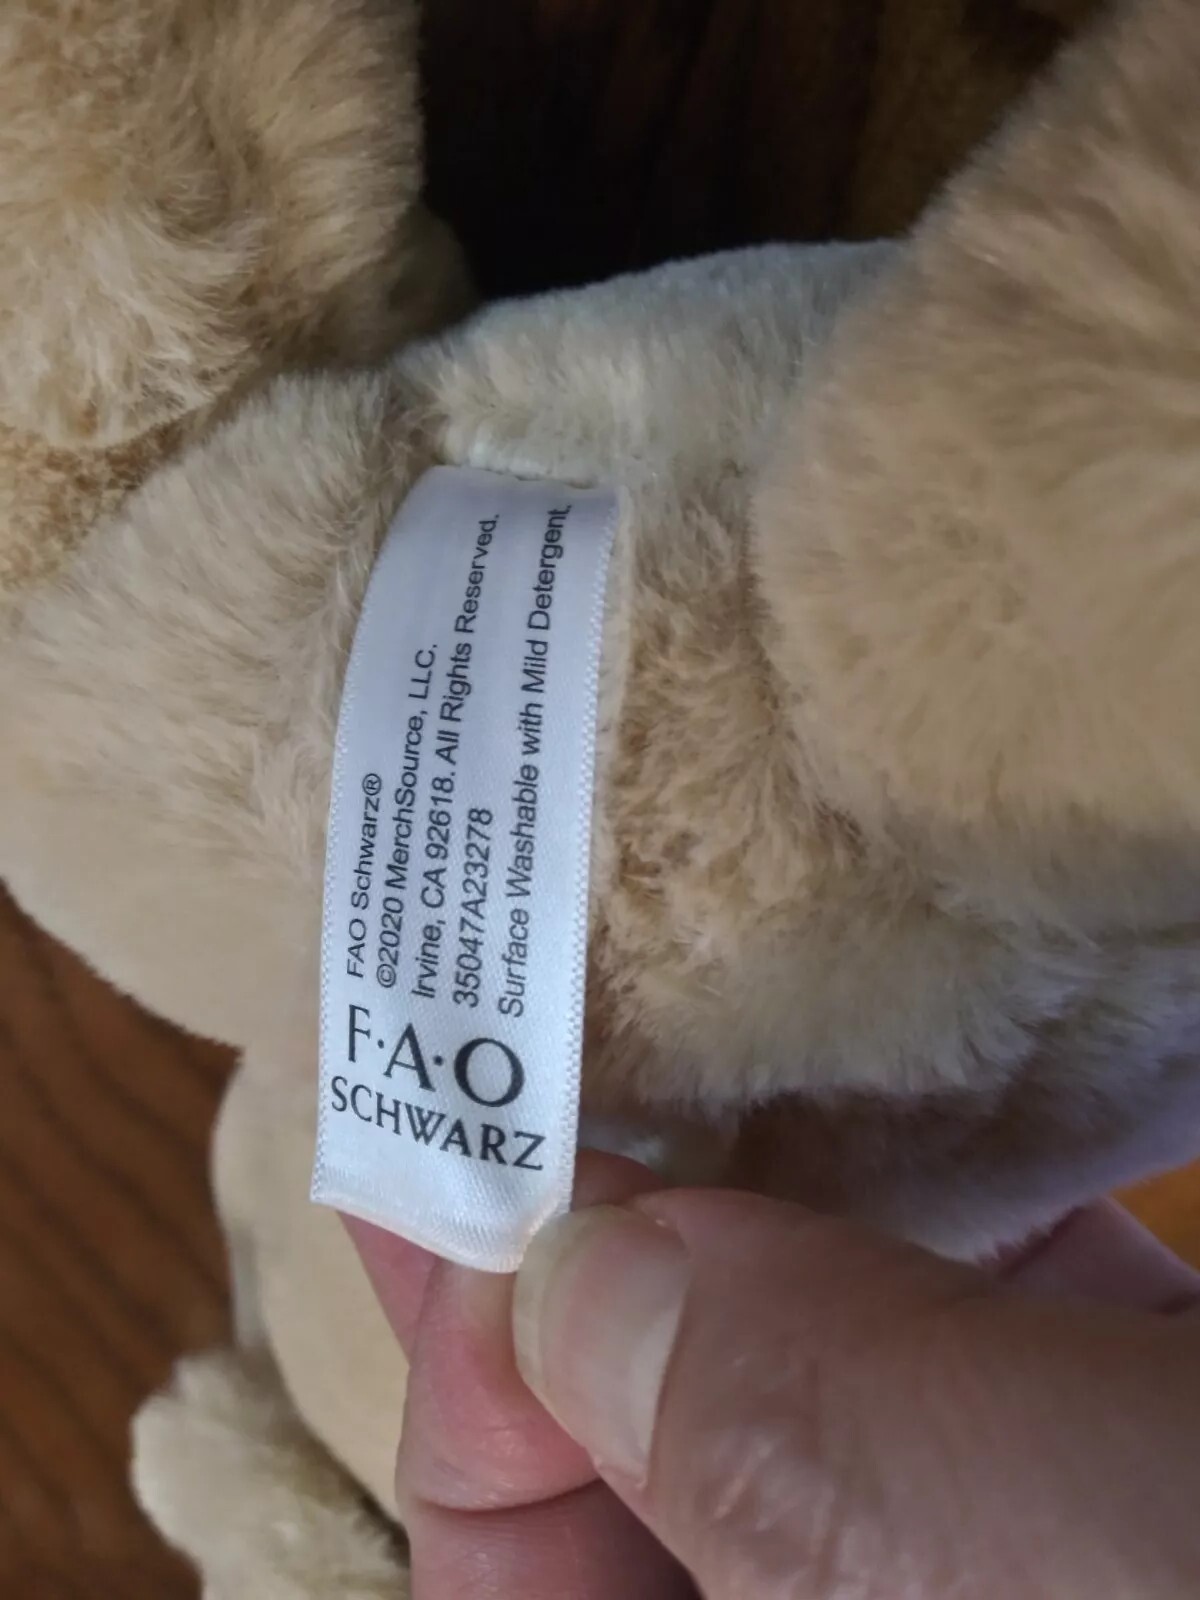 FAO Schwarz®
©2020 MerchSource, LLC.
Irvine, CA 92618. All Rights Reserved.
35047A23278
Surface Washable with Mild Detergent.
F·A·O
SCHWARZ